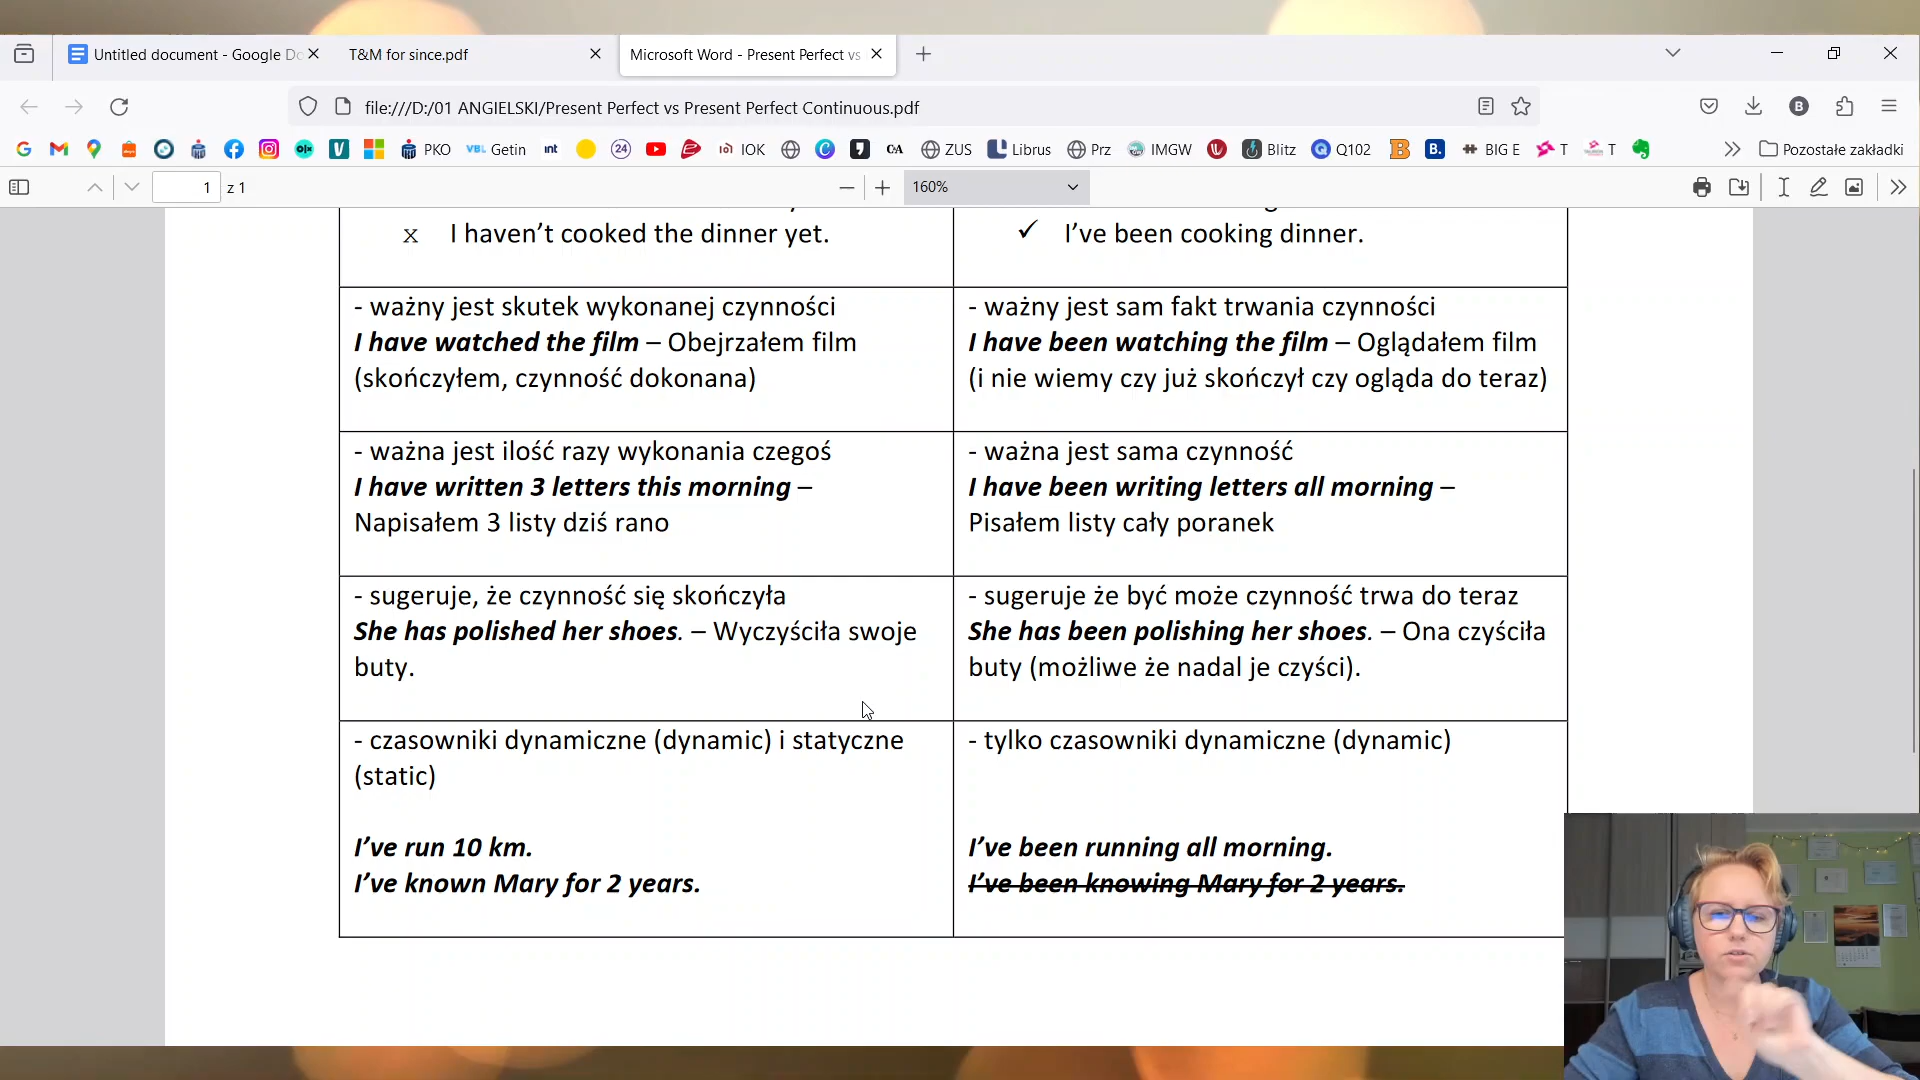 Untitled document - Google Do
T&M for since.pdf
Microsoft Word - Present Perfect vs
file:///D:/01 ANGIELSKI/Present Perfect vs Present Perfect Continuous.pdf
B
PKO
VBL Getin
int
24
IOK
CA
ZUS
Librus
Prz
IMGW
Blitz
Q102
B.
BIG E
T
T
Pozostałe zakładki
1 z 1
160%
x I haven't cooked the dinner yet.
✓ I've been cooking dinner.
- ważny jest skutek wykonanej czynności
I have watched the film – Obejrzałem film
(skończyłem, czynność dokonana)
- ważny jest sam fakt trwania czynności
I have been watching the film – Oglądałem film
(i nie wiemy czy już skończył czy ogląda do teraz)
- ważna jest ilość razy wykonania czegoś
I have written 3 letters this morning –
Napisałem 3 listy dziś rano
- ważna jest sama czynność
I have been writing letters all morning –
Pisałem listy cały poranek
- sugeruje, że czynność się skończyła
She has polished her shoes. – Wyczyściła swoje
buty.
- sugeruje że być może czynność trwa do teraz
She has been polishing her shoes. – Ona czyściła
buty (możliwe że nadal je czyści).
- czasowniki dynamiczne (dynamic) i statyczne
(static)
I've run 10 km.
I've known Mary for 2 years.
- tylko czasowniki dynamiczne (dynamic)
I've been running all morning.
I've been knowing Mary for 2 years.